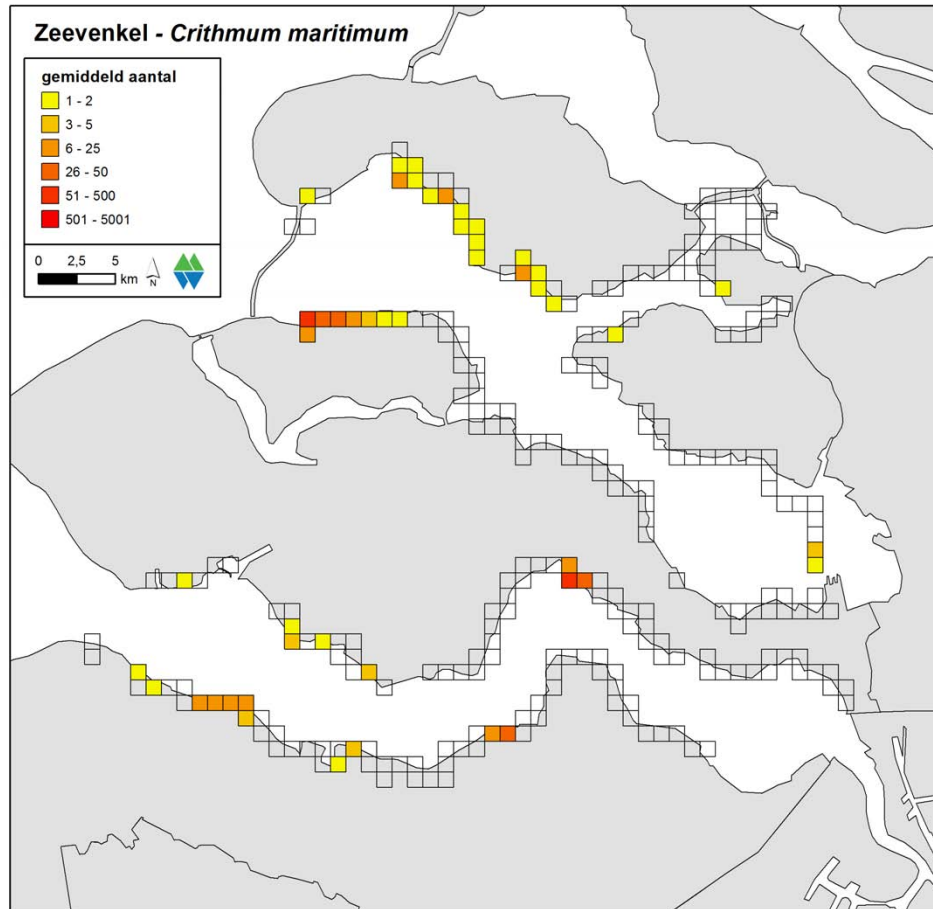 Zeevenkel - Crithmum maritimum
gemiddeld aantal
1 - 2
3 - 5
6 - 25
26 - 50
51 - 500
501 - 5001
0 2,5 5
km
N